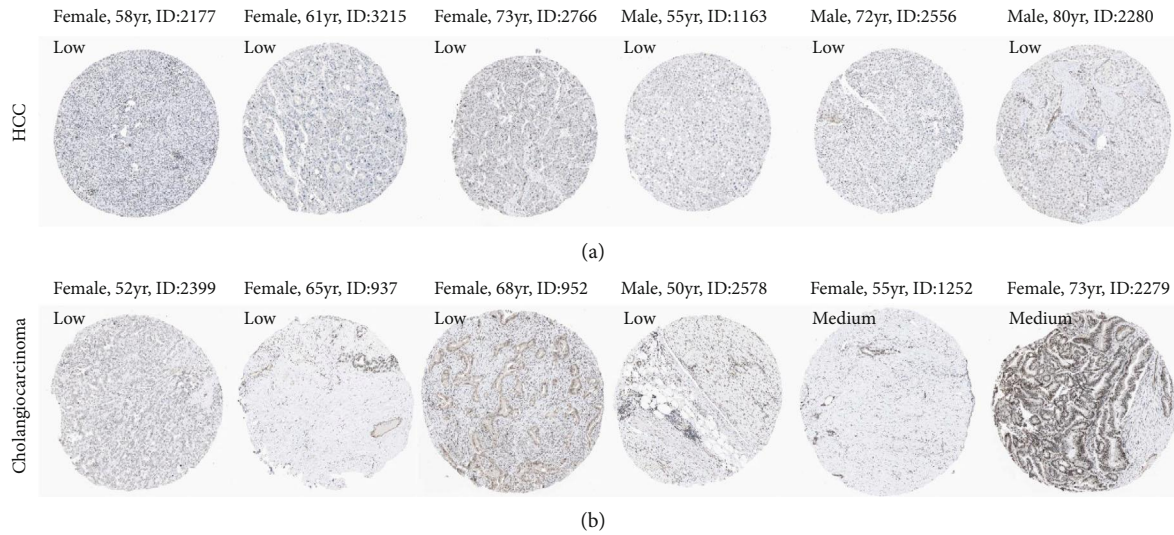 Female, 58yr, ID:2177 Female, 61yr, ID:3215 Female, 73yr, ID:2766 Male, 55yr, ID:1163 Male, 72yr, ID:2556 Male, 80yr, ID:2280
Low Low Low Low Low Low
HCC
(a)
Female, 52yr, ID:2399 Female, 65yr, ID:937 Female, 68yr, ID:952 Male, 50yr, ID:2578 Female, 55yr, ID:1252 Female, 73yr, ID:2279
Low Low Low Low Medium Medium
Cholangiocarcinoma
(b)